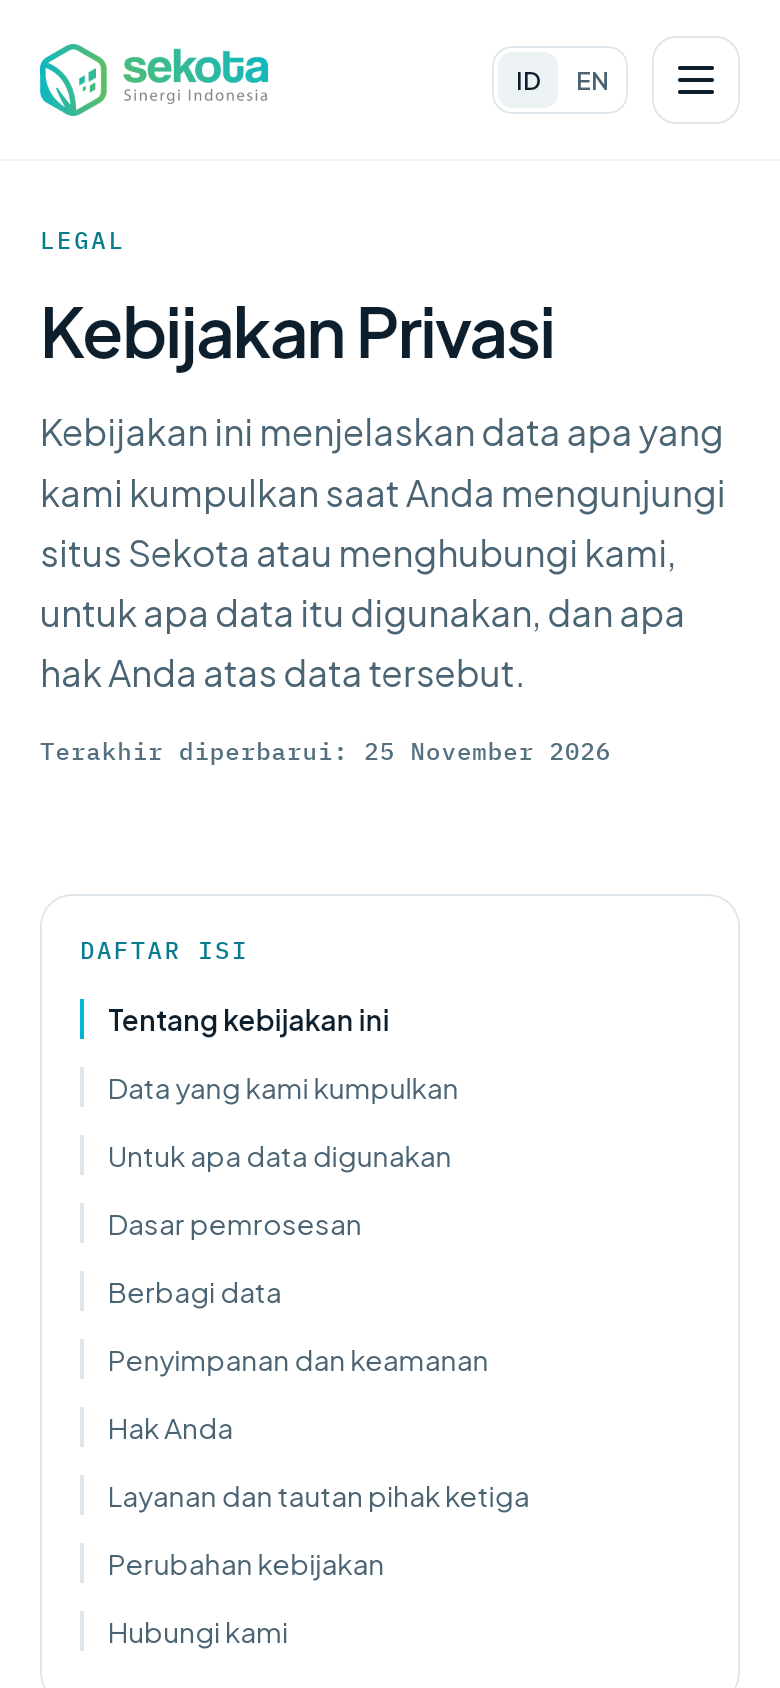 sekota
Sinergi Indonesia
ID EN
LEGAL
Kebijakan Privasi
Kebijakan ini menjelaskan data apa yang
kami kumpulkan saat Anda mengunjungi
situs Sekota atau menghubungi kami,
untuk apa data itu digunakan, dan apa
hak Anda atas data tersebut.
Terakhir diperbarui: 25 November 2026
DAFTAR ISI
Tentang kebijakan ini
Data yang kami kumpulkan
Untuk apa data digunakan
Dasar pemrosesan
Berbagi data
Penyimpanan dan keamanan
Hak Anda
Layanan dan tautan pihak ketiga
Perubahan kebijakan
Hubungi kami